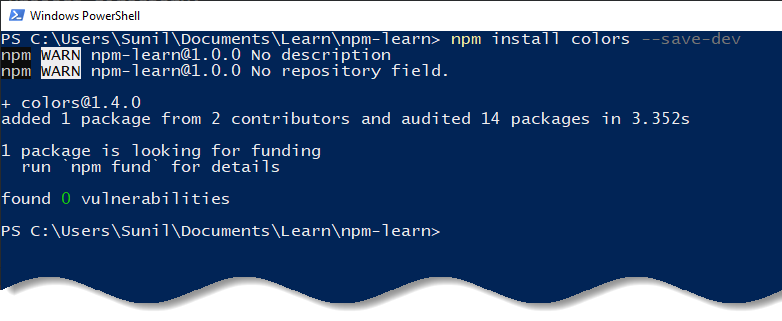 Windows PowerShell
PS C:\Users\Sunil\Documents\Learn\npm-learn> npm install colors --save-dev
npm WARN npm-learn@1.0.0 No description
npm WARN npm-learn@1.0.0 No repository field.
+ colors@1.4.0
added 1 package from 2 contributors and audited 14 packages in 3.352s
1 package is looking for funding
run `npm fund` for details
found 0 vulnerabilities
PS C:\Users\Sunil\Documents\Learn\npm-learn>